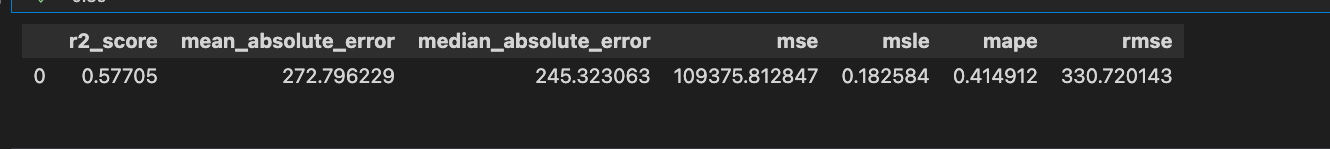 r2_score mean_absolute_error median_absolute_error mse msle mape rmse
0 0.57705 272.796229 245.323063 109375.812847 0.182584 0.414912 330.720143